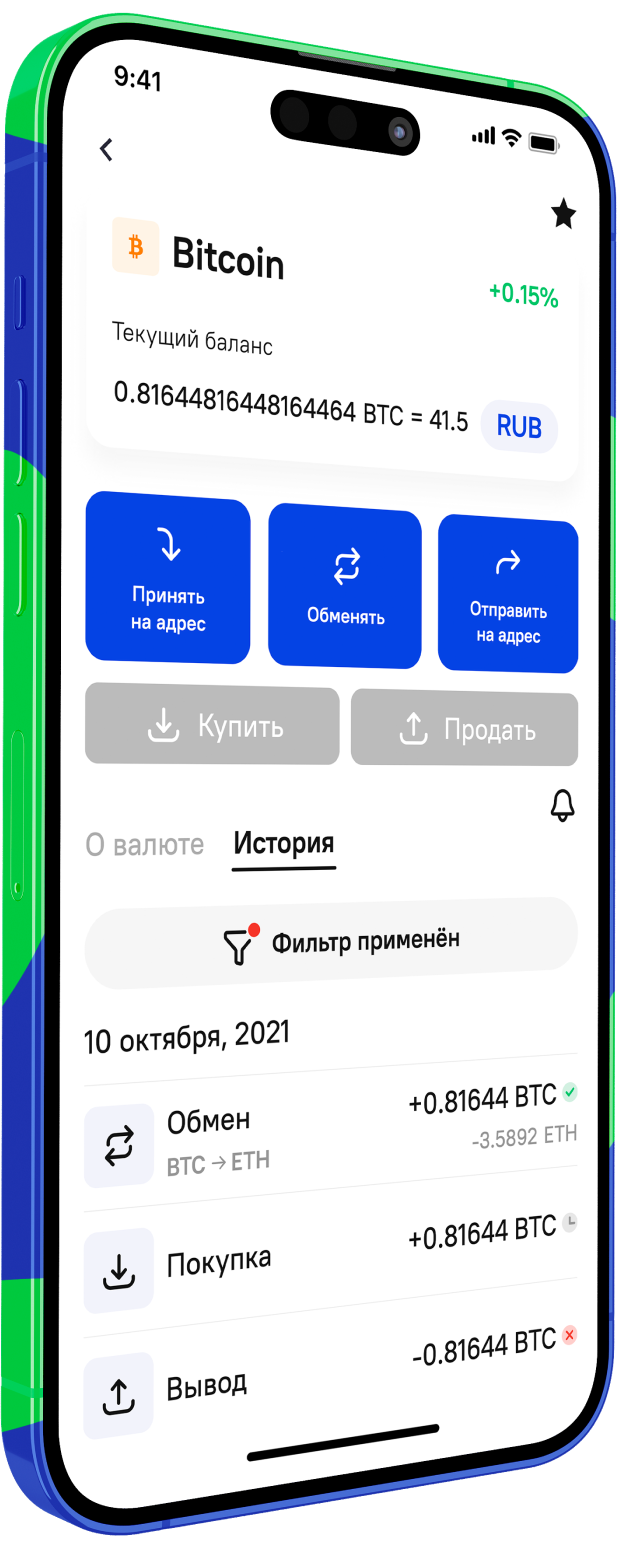 9:41
Bitcoin
+0.15%
Текущий баланс
0.81644816448164464 BTC = 41.5 RUB
Принять
на адрес
Обменять
Отправить
на адрес
Купить
Продать
О валюте
История
Фильтр применён
10 октября, 2021
Обмен
+0.81644 BTC
BTC → ETH
-3.5892 ETH
Покупка
+0.81644 BTC
Вывод
-0.81644 BTC